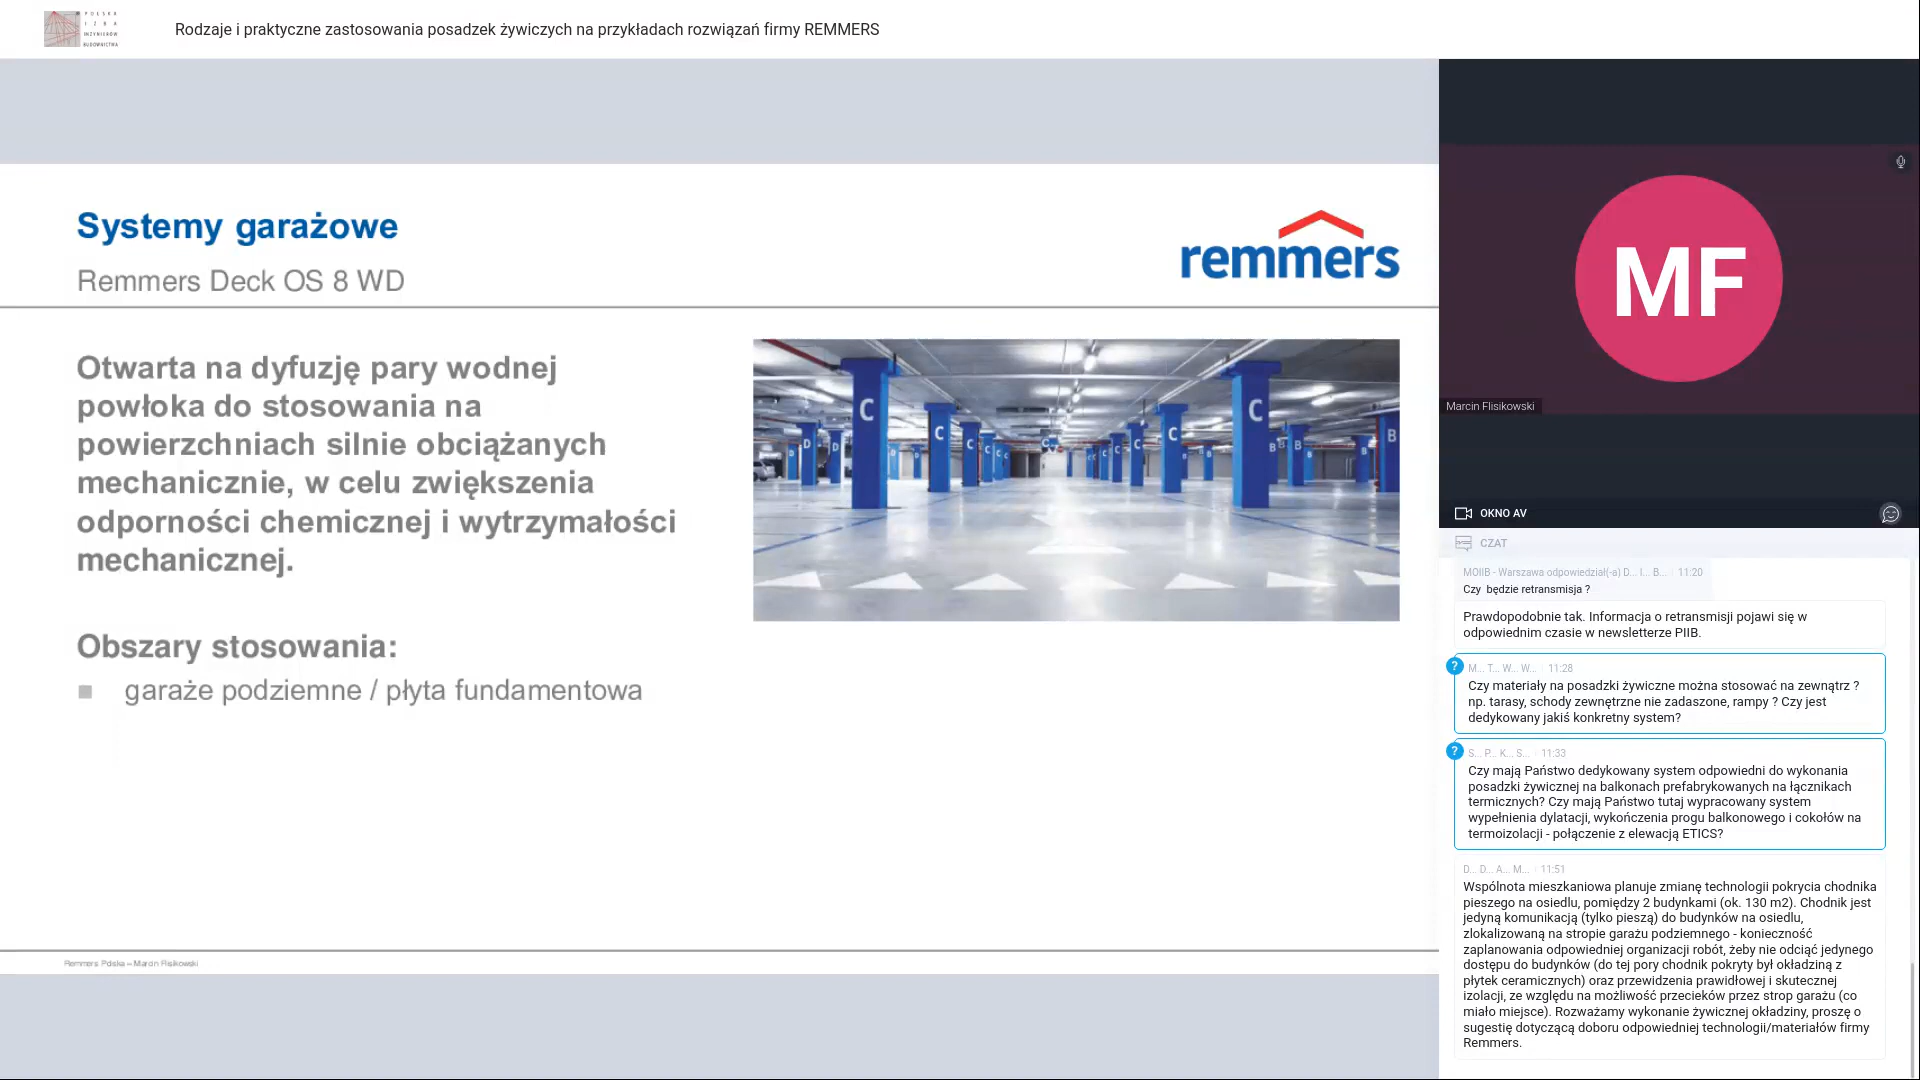 POLSKA
IZBA
INŻYNIERÓW
BUDOWNICTWA
Rodzaje i praktyczne zastosowania posadzek żywiczych na przykładach rozwiązań firmy REMMERS
Systemy garażowe
Remmers Deck OS 8 WD
remmers
Otwarta na dyfuzję pary wodnej
powłoka do stosowania na
powierzchniach silnie obciążanych
mechanicznie, w celu zwiększenia
odporności chemicznej i wytrzymałości
mechanicznej.
Obszary stosowania:
garaże podziemne / płyta fundamentowa
C
D
D
C
C
C
C
C
C
C
C
B
B
B
B
Remmers Polska – Marcin Flisikowski
MF
Marcin Flisikowski
OKNO AV
CZAT
MOIIB - Warszawa odpowiedział(-a) D... I... B... 11:20
Czy będzie retransmisja ?
Prawdopodobnie tak. Informacja o retransmisji pojawi się w
odpowiednim czasie w newsletterze PIIB.
?
M... T... W... W... 11:28
Czy materiały na posadzki żywiczne można stosować na zewnątrz ?
np. tarasy, schody zewnętrzne nie zadaszone, rampy ? Czy jest
dedykowany jakiś konkretny system?
?
S... P... K... S... 11:33
Czy mają Państwo dedykowany system odpowiedni do wykonania
posadzki żywicznej na balkonach prefabrykowanych na łącznikach
termicznych? Czy mają Państwo tutaj wypracowany system
wypełnienia dylatacji, wykończenia progu balkonowego i cokołów na
termoizolacji - połączenie z elewacją ETICS?
D... D... A... M... 11:51
Wspólnota mieszkaniowa planuje zmianę technologii pokrycia chodnika
pieszego na osiedlu, pomiędzy 2 budynkami (ok. 130 m2). Chodnik jest
jedyną komunikacją (tylko pieszą) do budynków na osiedlu,
zlokalizowaną na stropie garażu podziemnego - konieczność
zaplanowania odpowiedniej organizacji robót, żeby nie odciąć jedynego
dostępu do budynków (do tej pory chodnik pokryty był okładziną z
płytek ceramicznych) oraz przewidzenia prawidłowej i skutecznej
izolacji, ze względu na możliwość przecieków przez strop garażu (co
miało miejsce). Rozważamy wykonanie żywicznej okładziny, proszę o
sugestię dotyczącą doboru odpowiedniej technologii/materiałów firmy
Remmers.